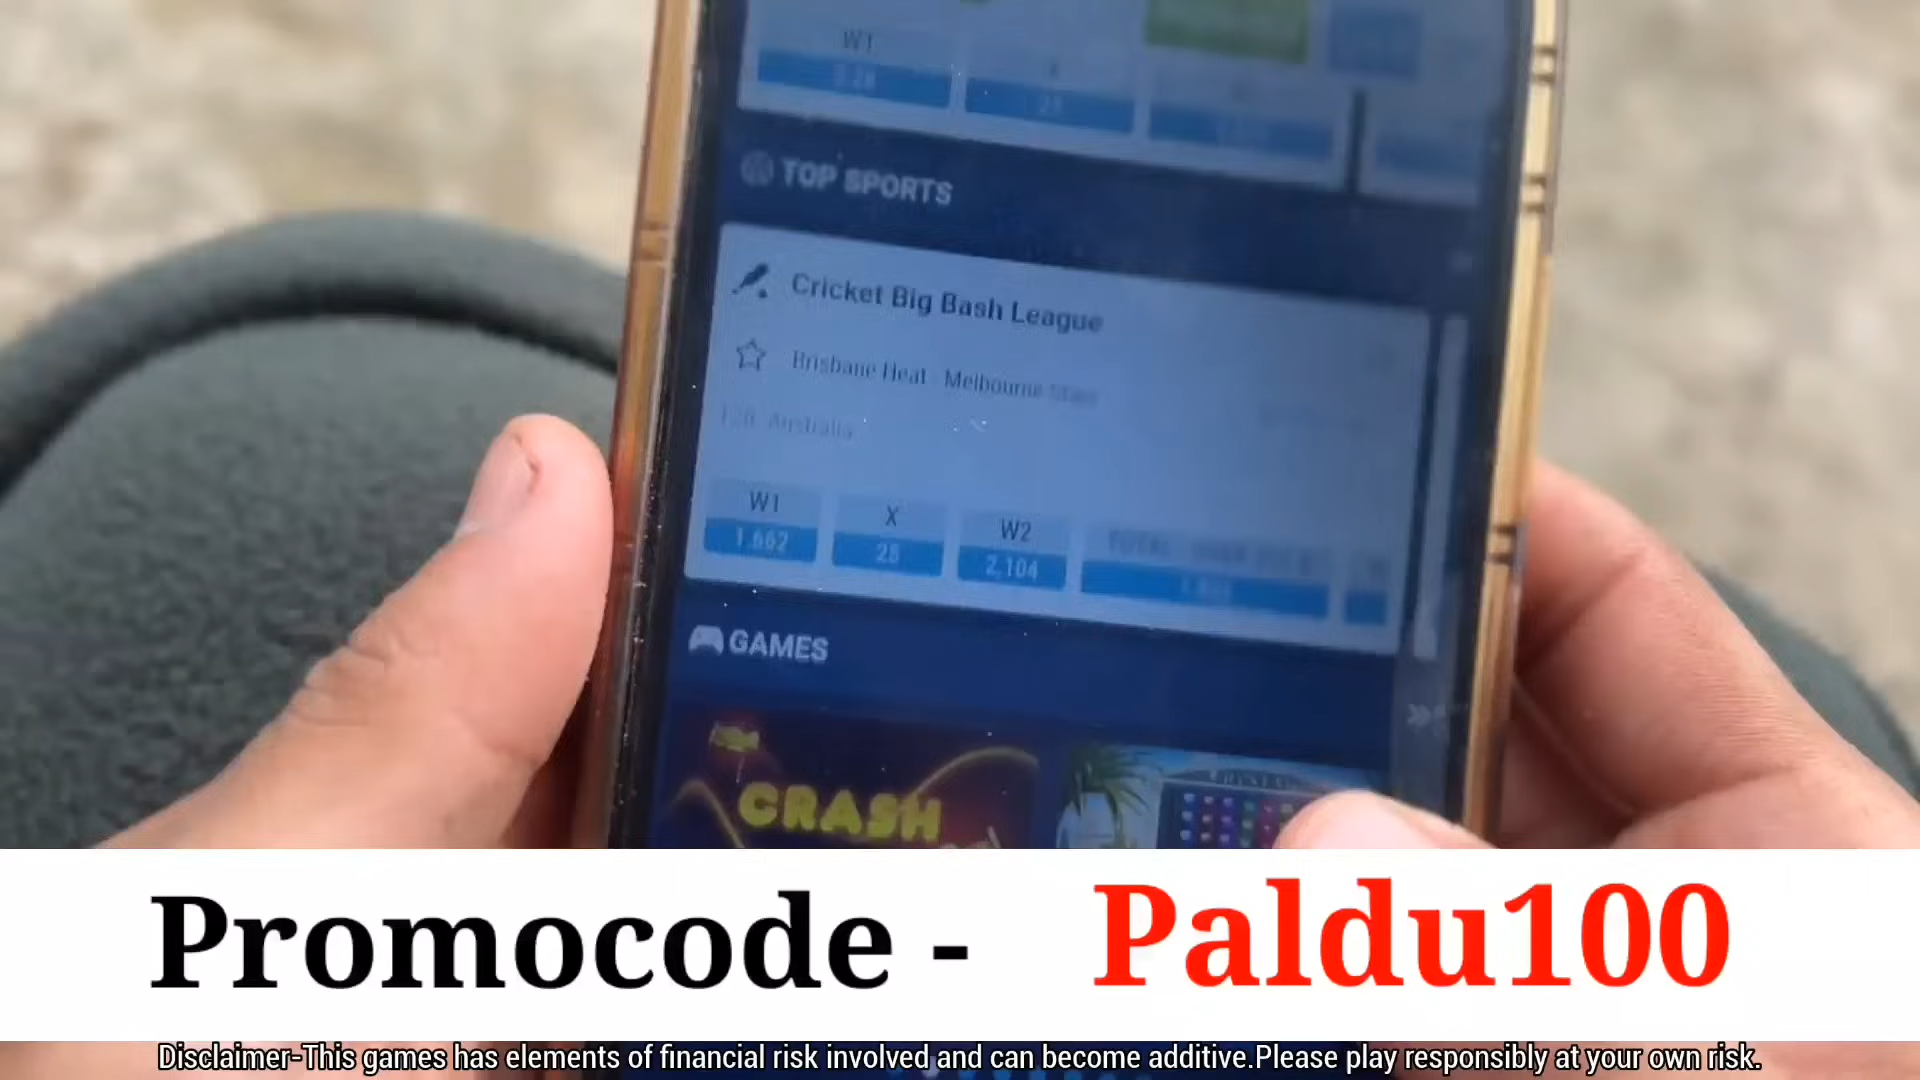 W1
TOP SPORTS
Cricket Big Bash League
Brisbane Heat - Melbourne Stars
Australia
W1 X W2
1.662 25 2.104
GAMES
CRASH
Promocode - Paldu100
Disclaimer-This games has elements of financial risk involved and can become additive.Please play responsibly at your own risk.